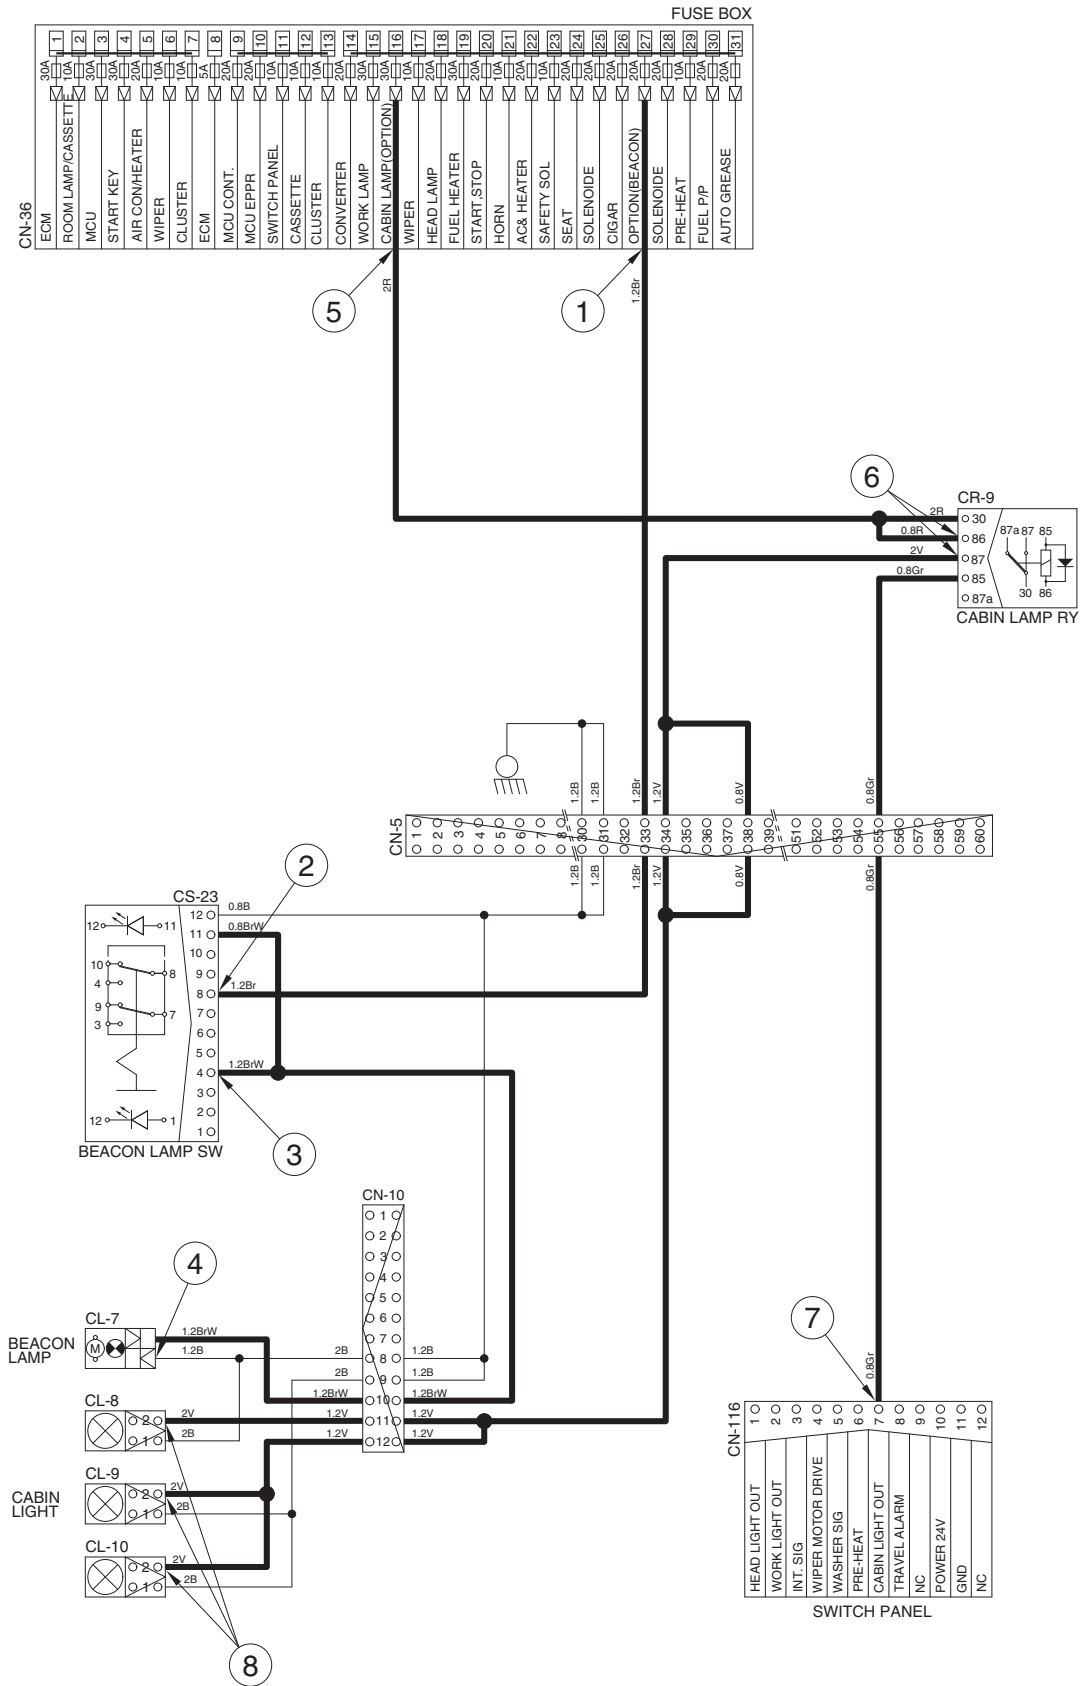 FUSE BOX
1 2 3 4 5 6 7 8 9 10 11 12 13 14 15 16 17 18 19 20 21 22 23 24 25 26 27 28 29 30 31
30A 10A 30A 30A 20A 10A 10A 5A 20A 10A 10A 10A 10A 20A 30A 20A 10A 20A 30A 20A 10A 10A 20A 10A 20A 20A 20A 20A 10A 20A 20A
CN-36
ECM
ROOM LAMP/CASSETTE
MCU
START KEY
AIR CON/HEATER
WIPER
CLUSTER
ECM
MCU CONT.
MCU EPPR
SWITCH PANEL
CASSETTE
CLUSTER
CONVERTER
WORK LAMP
CABIN LAMP(OPTION)
WIPER
HEAD LAMP
FUEL HEATER
START,STOP
HORN
AC& HEATER
SAFETY SOL
SEAT
SOLENOIDE
CIGAR
OPTION(BEACON)
SOLENOIDE
PRE-HEAT
FUEL P/P
AUTO GREASE
5
2R
1
1.2Br
6
CR-9
2R
30
0.8R
86
2V
87
0.8Gr
85
87a
87a 87 85
30 86
CABIN LAMP RY
1.2B 1.2B 1.2Br 1.2V 0.8V 0.8Gr
CN-5
1 2 3 4 5 6 7 8 30 31 32 33 34 35 36 37 38 39 51 52 53 54 55 56 57 58 59 60
1.2B 1.2B 1.2Br 1.2V 0.8V 0.8Gr
2
CS-23
0.8B
0.8BrW
1.2Br
1.2BrW
12
11
10
9
8
7
6
5
4
3
2
1
12 11
10
8
4
9
7
3
12 1
BEACON LAMP SW
3
CN-10
1
2
3
4
5
6
7
8
9
10
11
12
4
CL-7
BEACON
LAMP
M
1.2BrW
1.2B
2B 1.2B
2B 1.2B
1.2BrW 1.2BrW
1.2V 1.2V
1.2V 1.2V
CL-8
2 2V
1 2B
CL-9
CABIN
LIGHT
2 2V
1 2B
CL-10
2 2V
1 2B
8
7
0.8Gr
CN-116
1 2 3 4 5 6 7 8 9 10 11 12
HEAD LIGHT OUT
WORK LIGHT OUT
INT. SIG
WIPER MOTOR DRIVE
WASHER SIG
PRE-HEAT
CABIN LIGHT OUT
TRAVEL ALARM
NC
POWER 24V
GND
NC
SWITCH PANEL